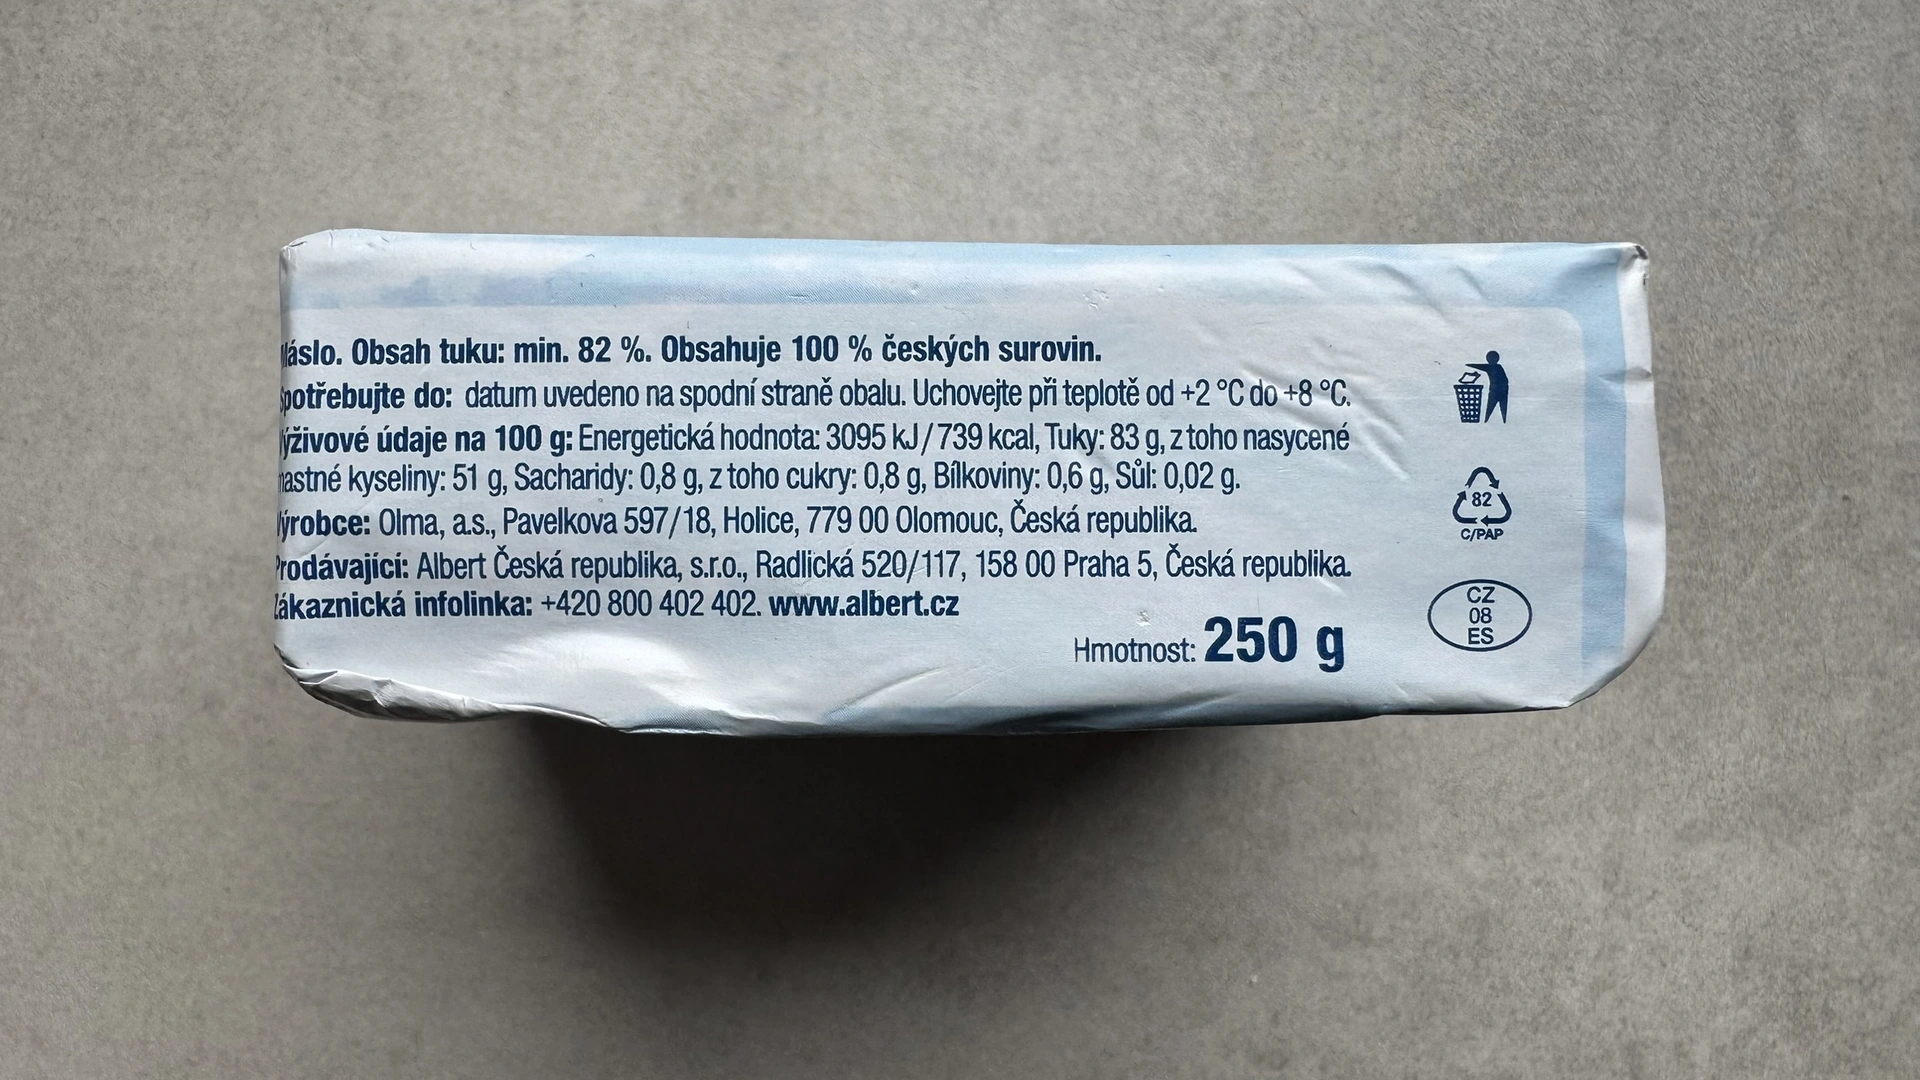 Máslo. Obsah tuku: min. 82 %. Obsahuje 100 % českých surovin.
Spotřebujte do: datum uvedeno na spodní straně obalu. Uchovejte při teplotě od +2 °C do +8 °C.
Výživové údaje na 100 g: Energetická hodnota: 3095 kJ/739 kcal, Tuky: 83 g, z toho nasycené
mastné kyseliny: 51 g, Sacharidy: 0,8 g, z toho cukry: 0,8 g, Bílkoviny: 0,6 g, Sůl: 0,02 g.
Výrobce: Olma, a.s., Pavelkova 597/18, Holice, 779 00 Olomouc, Česká republika.
Prodávající: Albert Česká republika, s.r.o., Radlická 520/117, 158 00 Praha 5, Česká republika.
Zákaznická infolinka: +420 800 402 402. www.albert.cz
Hmotnost: 250 g
82
C/PAP
CZ
08
ES